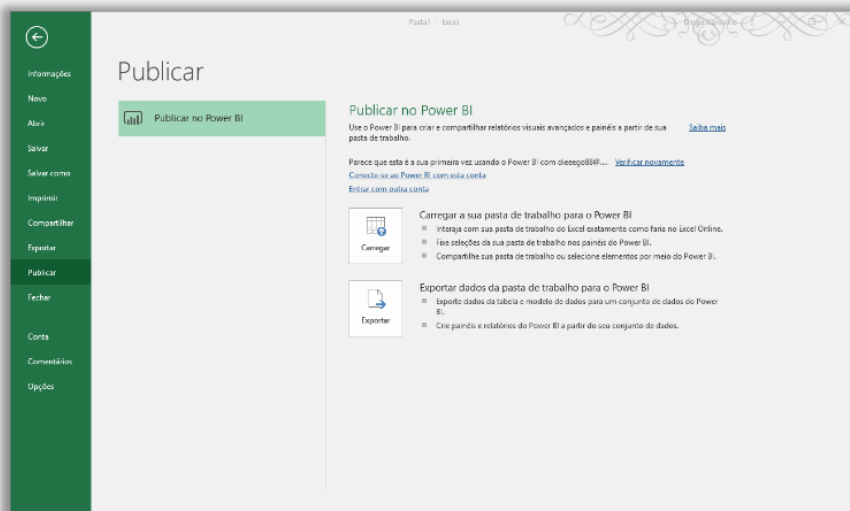 Pasta1 - Excel
Diogo Carvalho
Informações
Novo
Abrir
Salvar
Salvar como
Imprimir
Compartilhar
Exportar
Publicar
Fechar
Conta
Comentários
Opções
Publicar
Publicar no Power BI
Publicar no Power BI
Use o Power BI para criar e compartilhar relatórios visuais avançados e painéis a partir de sua Saiba mais
pasta de trabalho.
Parece que esta é a sua primeira vez usando o Power BI com dieeego88@.... Verificar novamente
Conecte-se ao Power BI com esta conta
Entrar com outra conta
Carregar
Carregar a sua pasta de trabalho para o Power BI
Interaja com sua pasta de trabalho do Excel exatamente como faria no Excel Online.
Fixe seleções da sua pasta de trabalho nos painéis do Power BI.
Compartilhe sua pasta de trabalho ou selecione elementos por meio do Power BI.
Exportar
Exportar dados da pasta de trabalho para o Power BI
Exporte dados da tabela e modelo de dados para um conjunto de dados do Power
BI.
Crie painéis e relatórios do Power BI a partir do seu conjunto de dados.